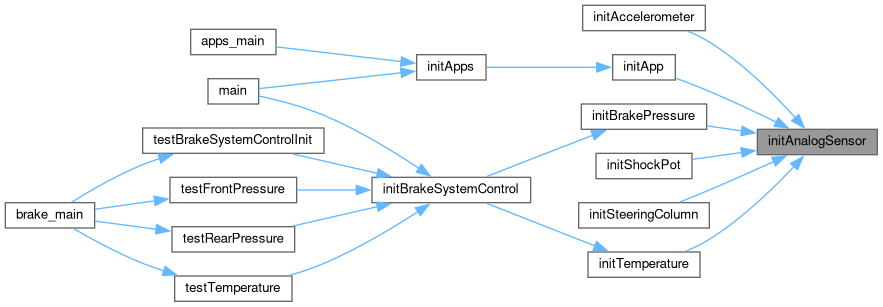 initAccelerometer
apps_main
initApps
initApp
main
initBrakePressure
testBrakeSystemControlInit
initAnalogSensor
initShockPot
testFrontPressure
initBrakeSystemControl
brake_main
initSteeringColumn
testRearPressure
initTemperature
testTemperature